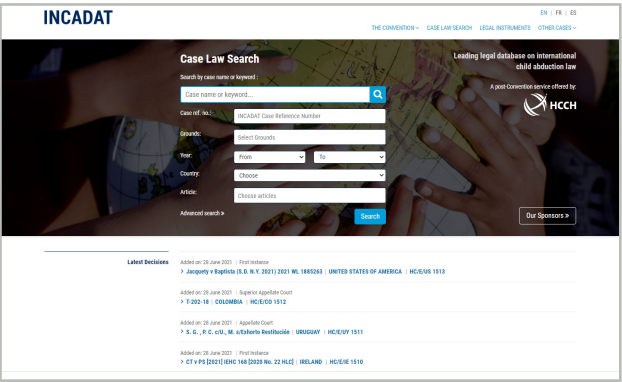 INCADAT
EN | FR | ES
THE CONVENTION CASE LAW SEARCH LEGAL INSTRUMENTS OTHER CASES
Case Law Search
Search by case name or keyword :
Case name or keyword...
Case ref. no.: INCADAT Case Reference Number
Grounds: Select Grounds
Year: From To
Country: Choose
Article: Choose articles
Advanced search »
Search
Leading legal database on international
child abduction law
A post-Convention service offered by:
HCCH
Our Sponsors »
Latest Decisions
Added on: 28 June 2021 | First Instance
> Jacquety v Baptista (S.D. N.Y. 2021) 2021 WL 1885263 | UNITED STATES OF AMERICA | HC/E/US 1513
Added on: 28 June 2021 | Superior Appellate Court
> T-202-18 | COLOMBIA | HC/E/CO 1512
Added on: 28 June 2021 | Appellate Court
> S. G. , P. C. c/U., M. s/Exhorte Restitución | URUGUAY | HC/E/UY 1511
Added on: 28 June 2021 | First Instance
> CT v PS [2021] IEHC 168 [2020 No. 22 HLC] | IRELAND | HC/E/IE 1510